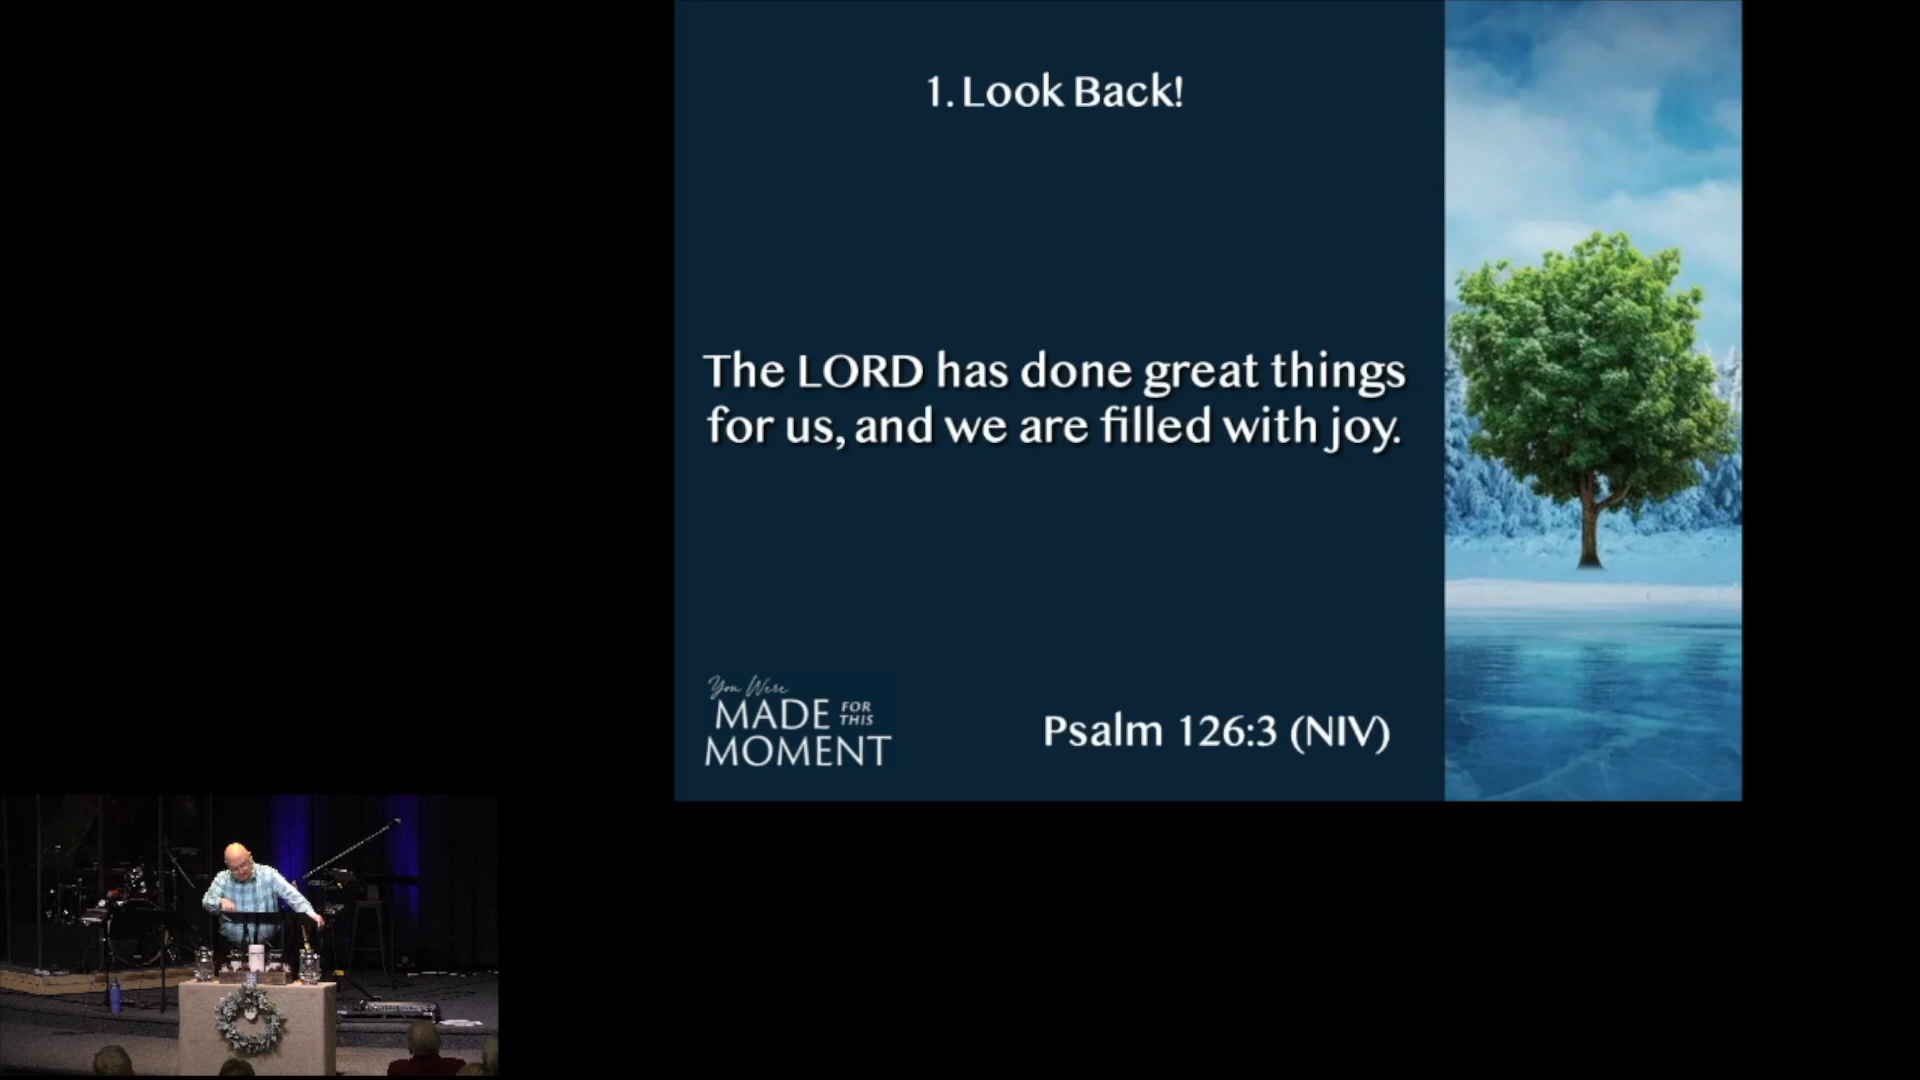 1. Look Back!
The LORD has done great things
for us, and we are filled with joy.
You Were
MADE FOR THIS
MOMENT
Psalm 126:3 (NIV)